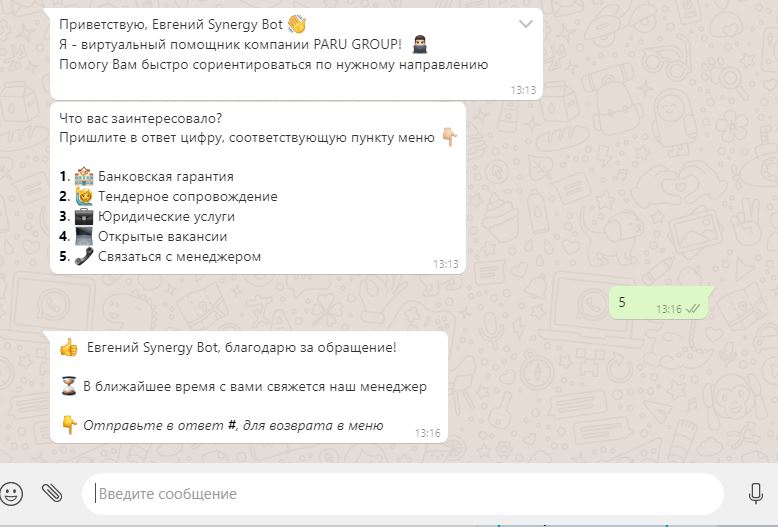 Приветствую, Евгений Synergy Bot 👋
Я - виртуальный помощник компании PARU GROUP! 👨🏻‍💻
Помогу Вам быстро сориентироваться по нужному направлению
13:13
Что вас заинтересовало?
Пришлите в ответ цифру, соответствующую пункту меню 👇🏻
1. 🏤 Банковская гарантия
2. 🙋 Тендерное сопровождение
3. 💼 Юридические услуги
4. 💻 Открытые вакансии
5. 📞 Связаться с менеджером
13:13
5
13:16
👍 Евгений Synergy Bot, благодарю за обращение!
⏳ В ближайшее время с вами свяжется наш менеджер
👇 Отправьте в ответ #, для возврата в меню
13:16
Введите сообщение